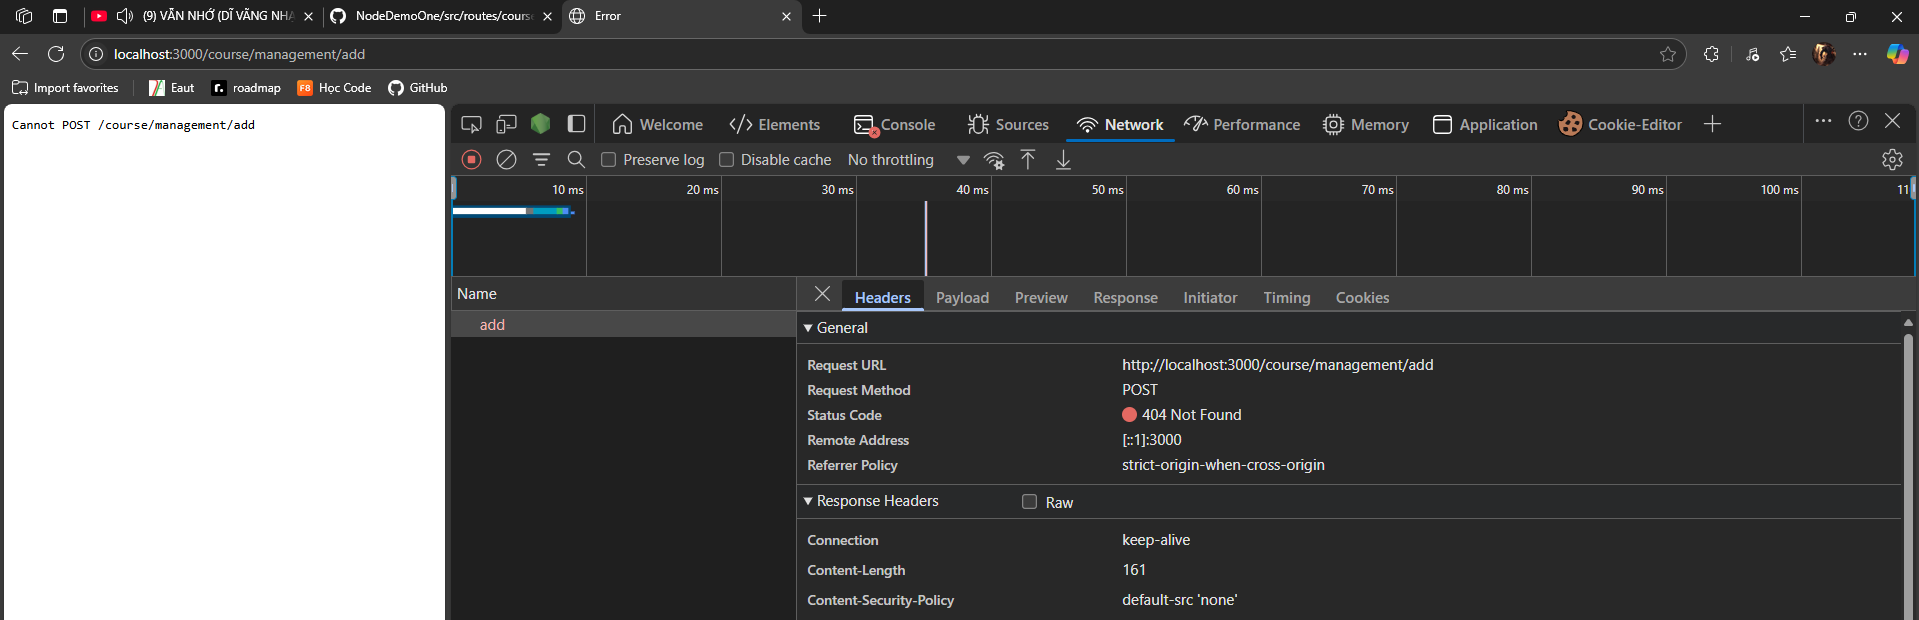 (9) VẪN NHỚ (DĨ VÃNG NHẠ
NodeDemoOne/src/routes/course
Error
localhost:3000/course/management/add
Import favorites
Eaut
r.
roadmap
F8
Học Code
GitHub
Cannot POST /course/management/add
Welcome
</> Elements
Console
Sources
Network
Performance
Memory
Application
Cookie-Editor
Preserve log
Disable cache
No throttling
10 ms
20 ms
30 ms
40 ms
50 ms
60 ms
70 ms
80 ms
90 ms
100 ms
11
Name
Headers
Payload
Preview
Response
Initiator
Timing
Cookies
add
General
Request URL http://localhost:3000/course/management/add
Request Method POST
Status Code 404 Not Found
Remote Address [::1]:3000
Referrer Policy strict-origin-when-cross-origin
Response Headers Raw
Connection keep-alive
Content-Length 161
Content-Security-Policy default-src 'none'